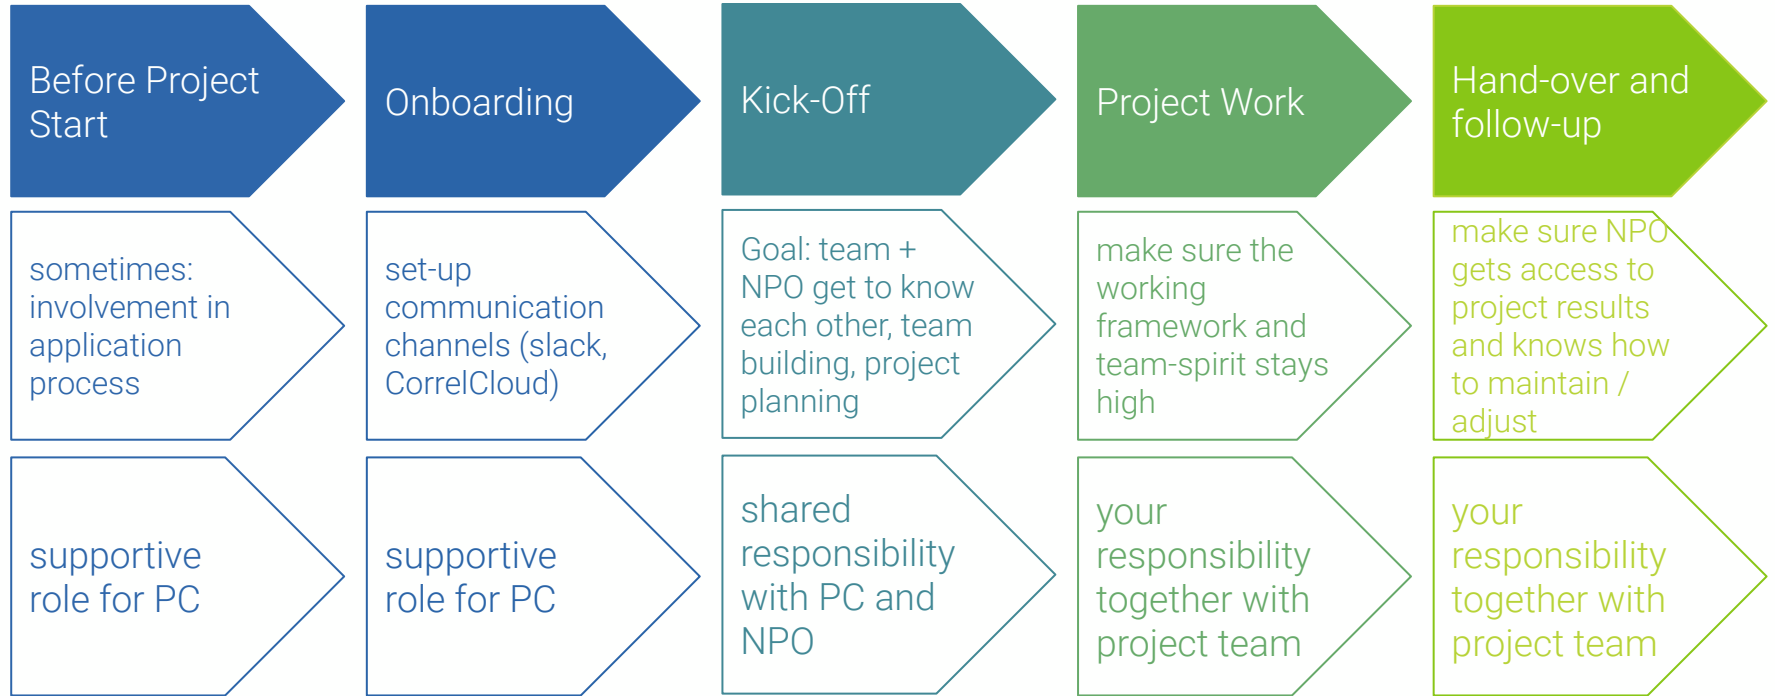 Before Project
Start
Onboarding
Kick-Off
Project Work
Hand-over and
follow-up
sometimes:
involvement in
application
process
set-up
communication
channels (slack,
CorrelCloud)
Goal: team +
NPO get to know
each other, team
building, project
planning
make sure the
working
framework and
team-spirit stays
high
make sure NPO
gets access to
project results
and knows how
to maintain /
adjust
supportive
role for PC
supportive
role for PC
shared
responsibility
with PC and
NPO
your
responsibility
together with
project team
your
responsibility
together with
project team